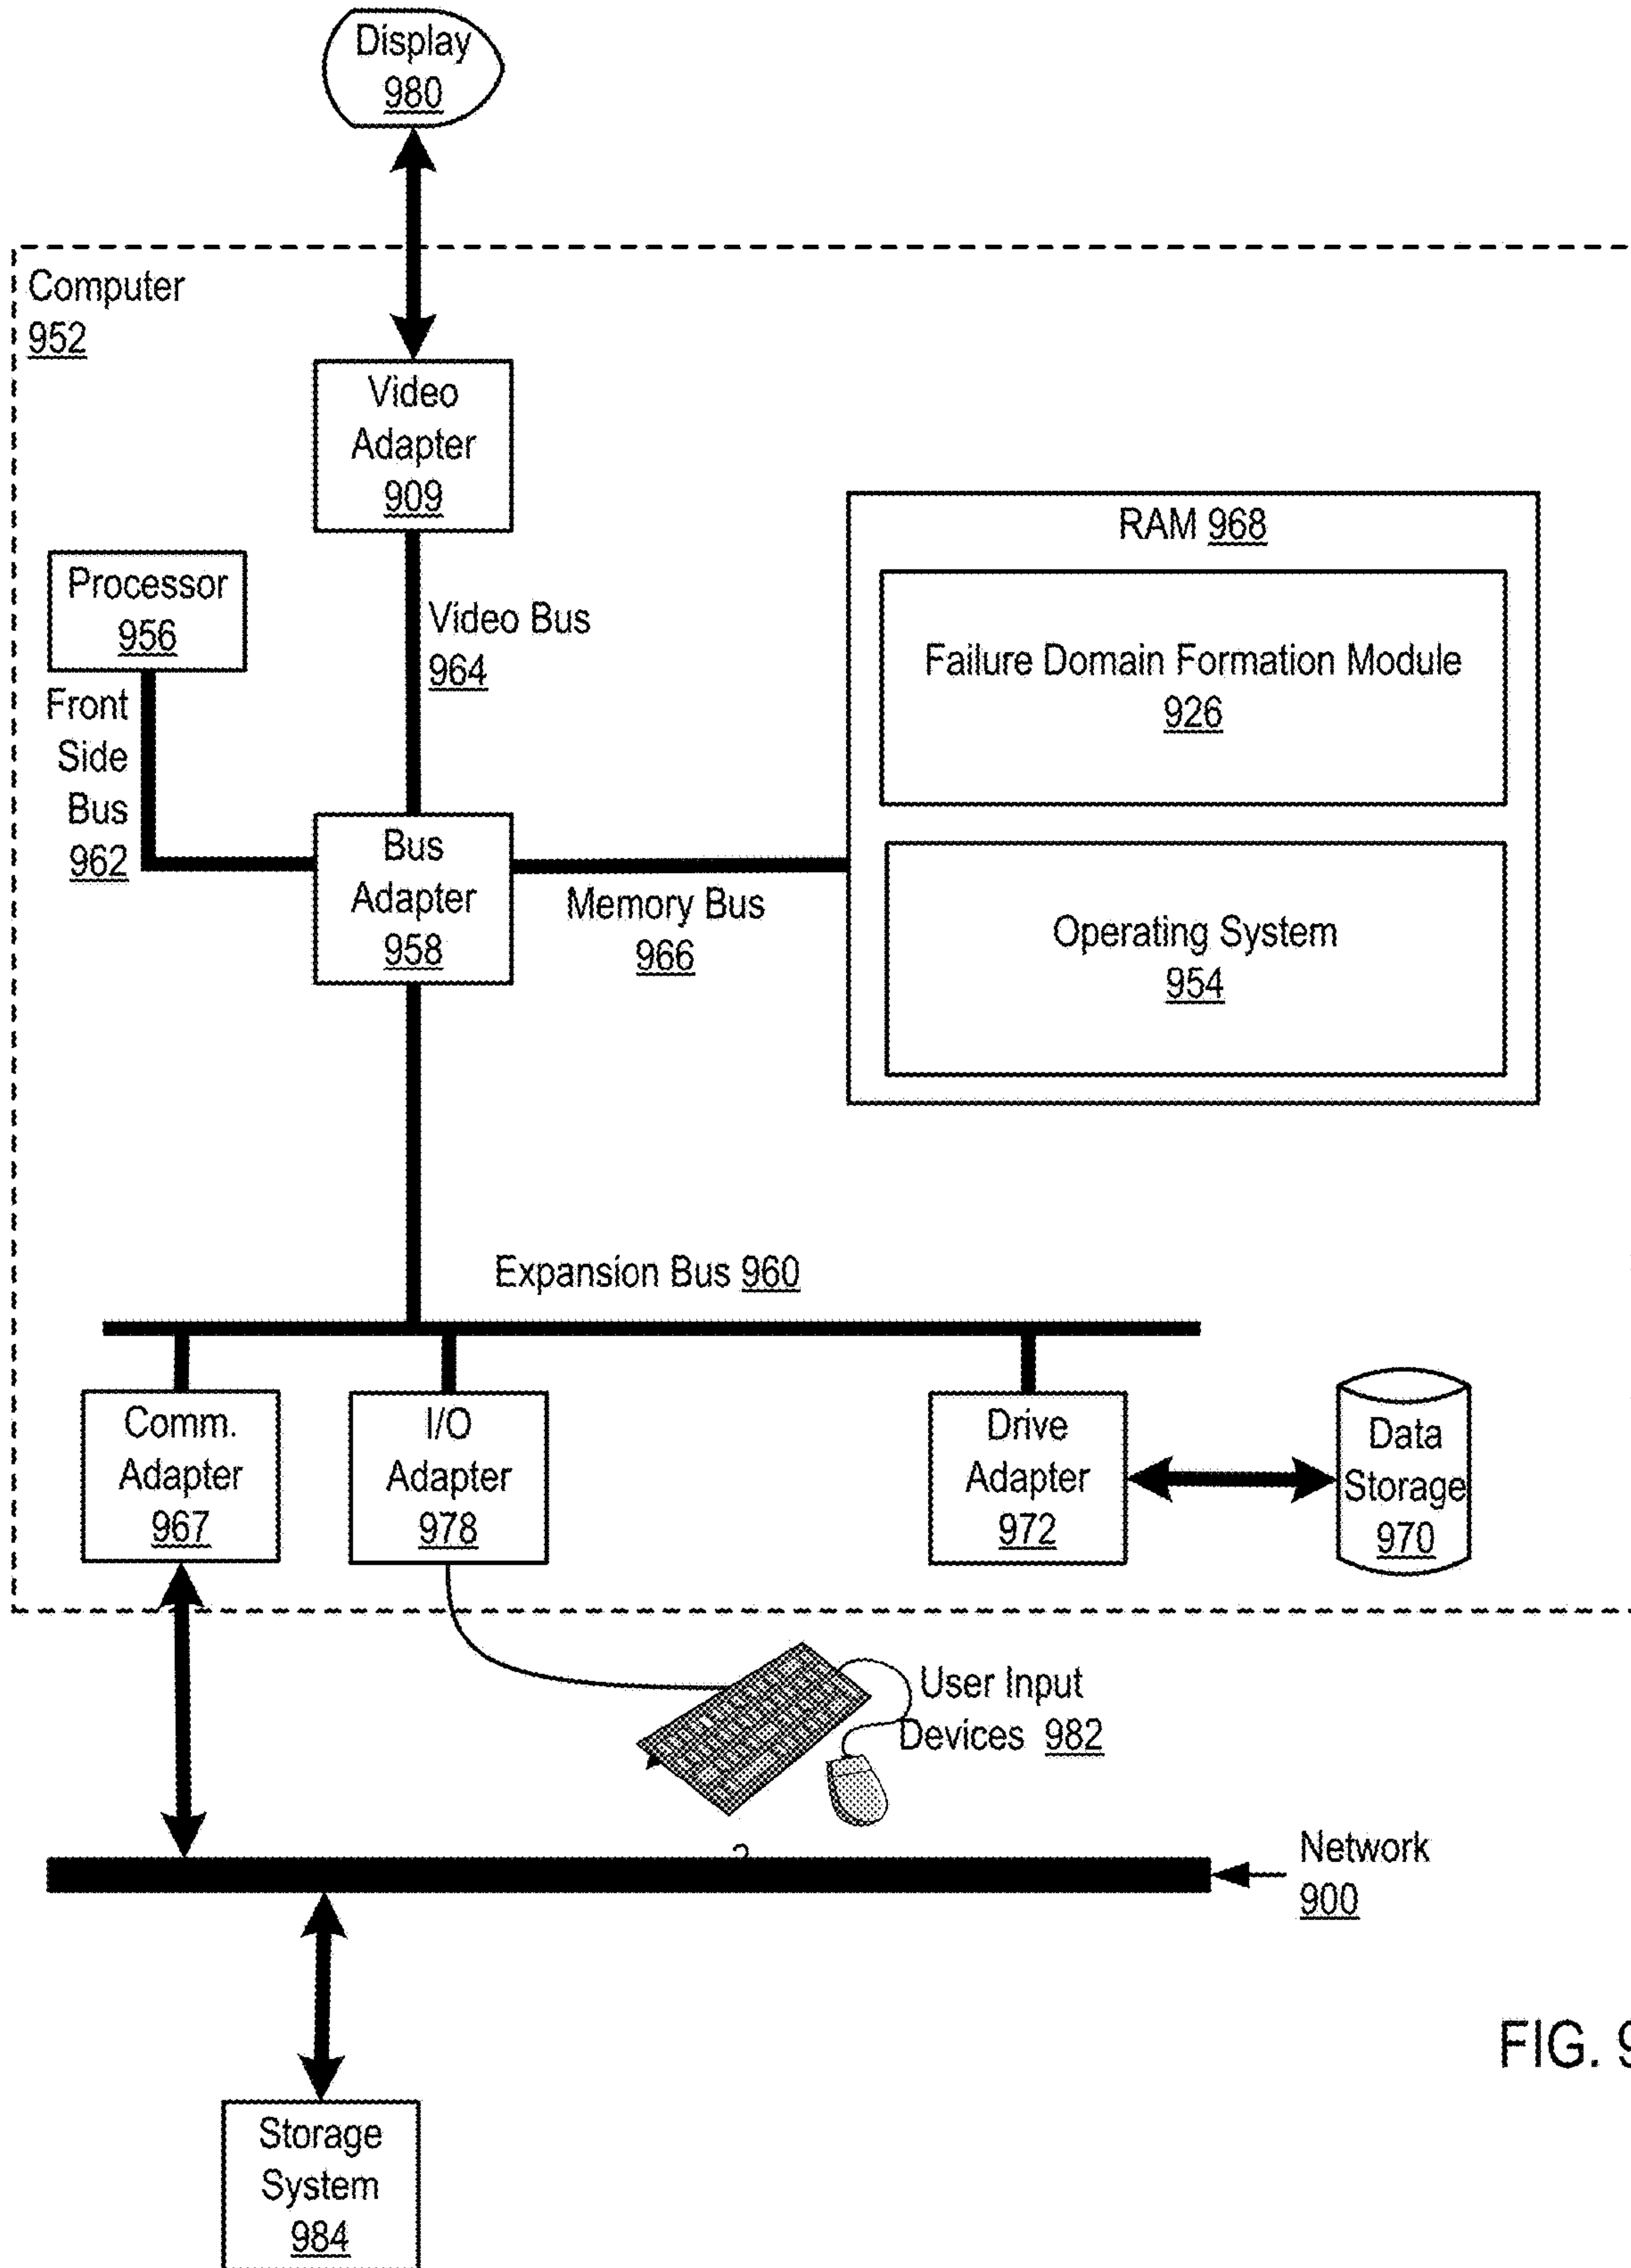 Display
980
Computer
952
Video
Adapter
909
RAM 968
Processor
956
Video Bus
964
Failure Domain Formation Module
926
Front
Side
Bus
962
Bus
Adapter
958
Memory Bus
966
Operating System
954
Expansion Bus 960
Comm.
Adapter
967
I/O
Adapter
978
Drive
Adapter
972
Data
Storage
970
User Input
Devices 982
Network
900
FIG. 9
Storage
System
984